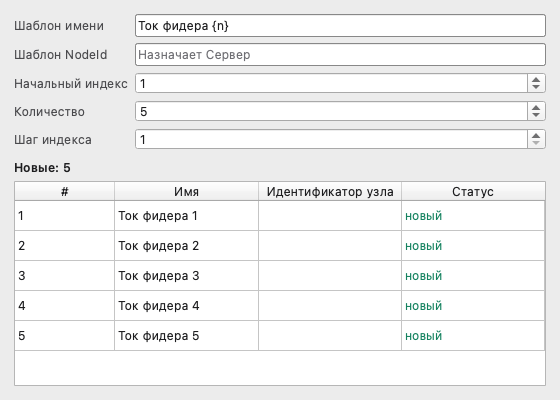 Шаблон имени Ток фидера {n}
Шаблон NodeId Назначает Сервер
Начальный индекс 1
Количество 5
Шаг индекса 1
Новые: 5
# Имя Идентификатор узла Статус
1 Ток фидера 1 новый
2 Ток фидера 2 новый
3 Ток фидера 3 новый
4 Ток фидера 4 новый
5 Ток фидера 5 новый